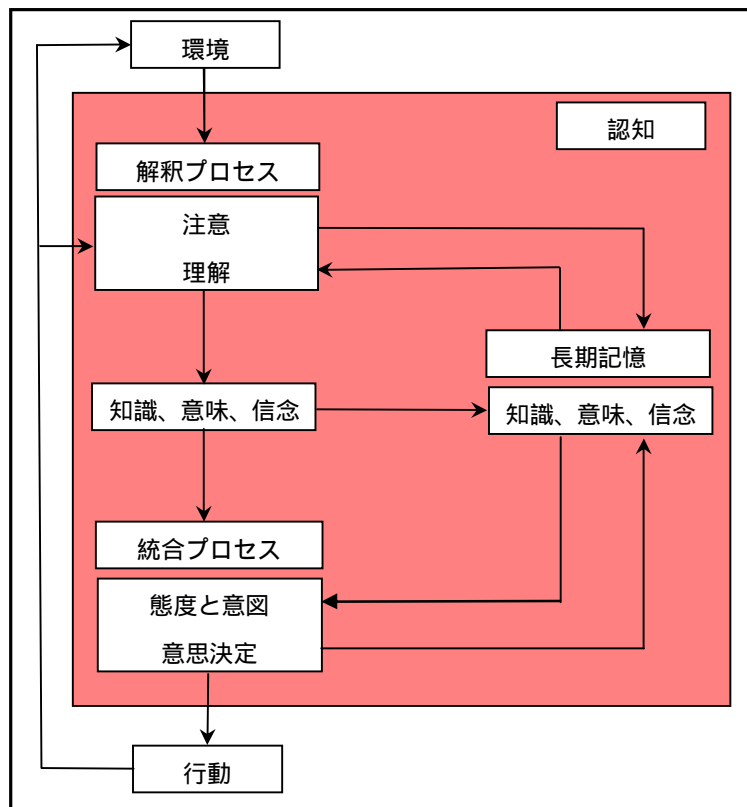 環境
認知
解釈プロセス
注意
理解
長期記憶
知識、意味、信念
知識、意味、信念
統合プロセス
態度と意図
意思決定
行動